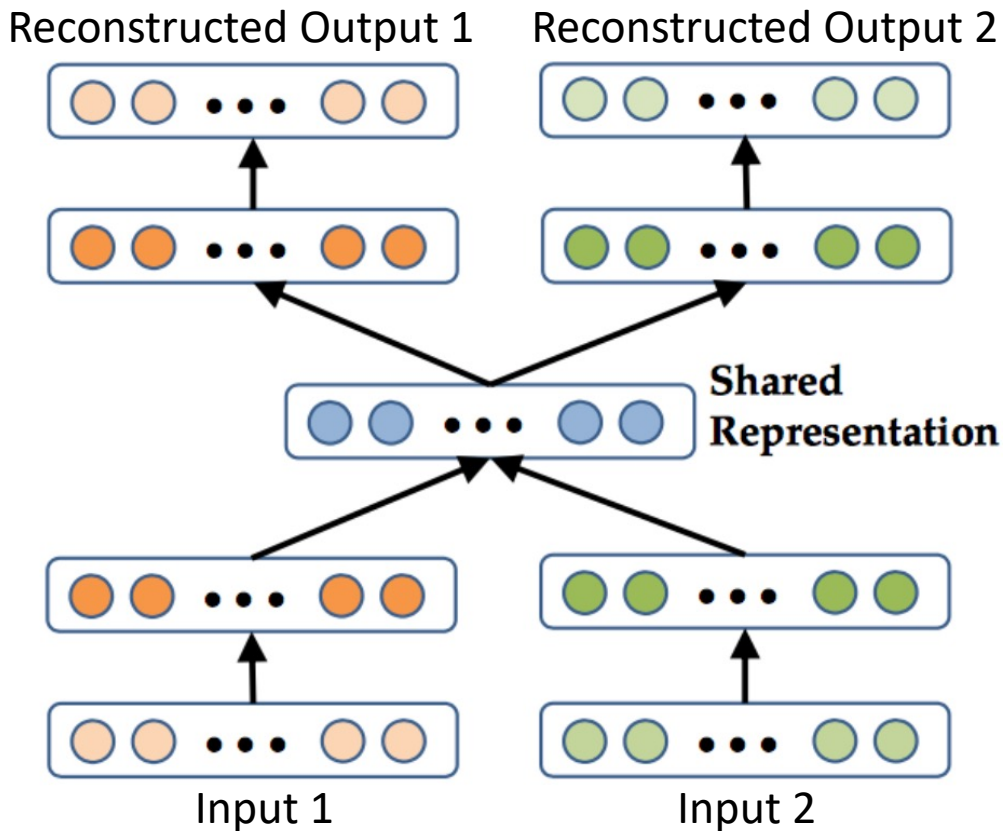 Reconstructed Output 1
Reconstructed Output 2
Shared
Representation
Input 1
Input 2